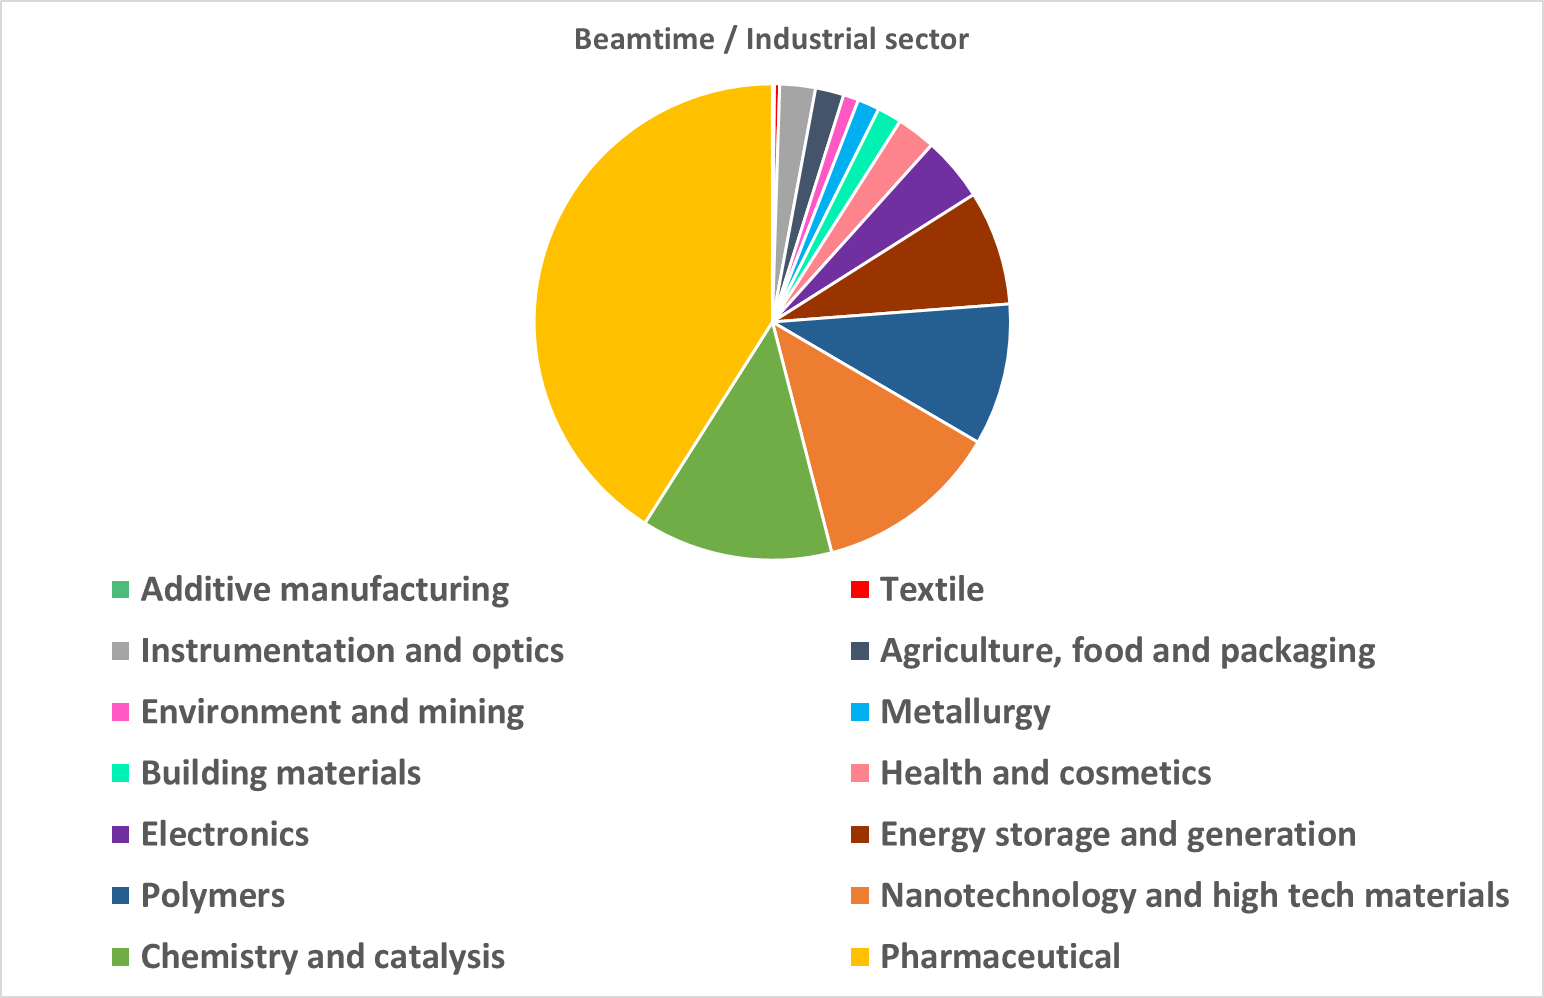 Beamtime / Industrial sector
Additive manufacturing
Textile
Instrumentation and optics
Agriculture, food and packaging
Environment and mining
Metallurgy
Building materials
Health and cosmetics
Electronics
Energy storage and generation
Polymers
Nanotechnology and high tech materials
Chemistry and catalysis
Pharmaceutical